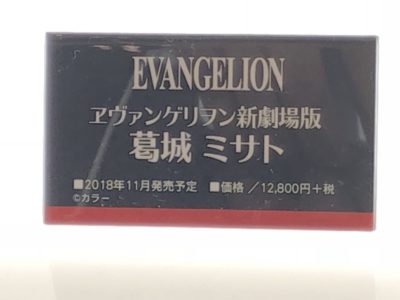 EVANGELION
ヱヴァンゲリヲン新劇場版
葛城 ミサト
■2018年11月発売予定 ■価格／12,800円+税
©カラー